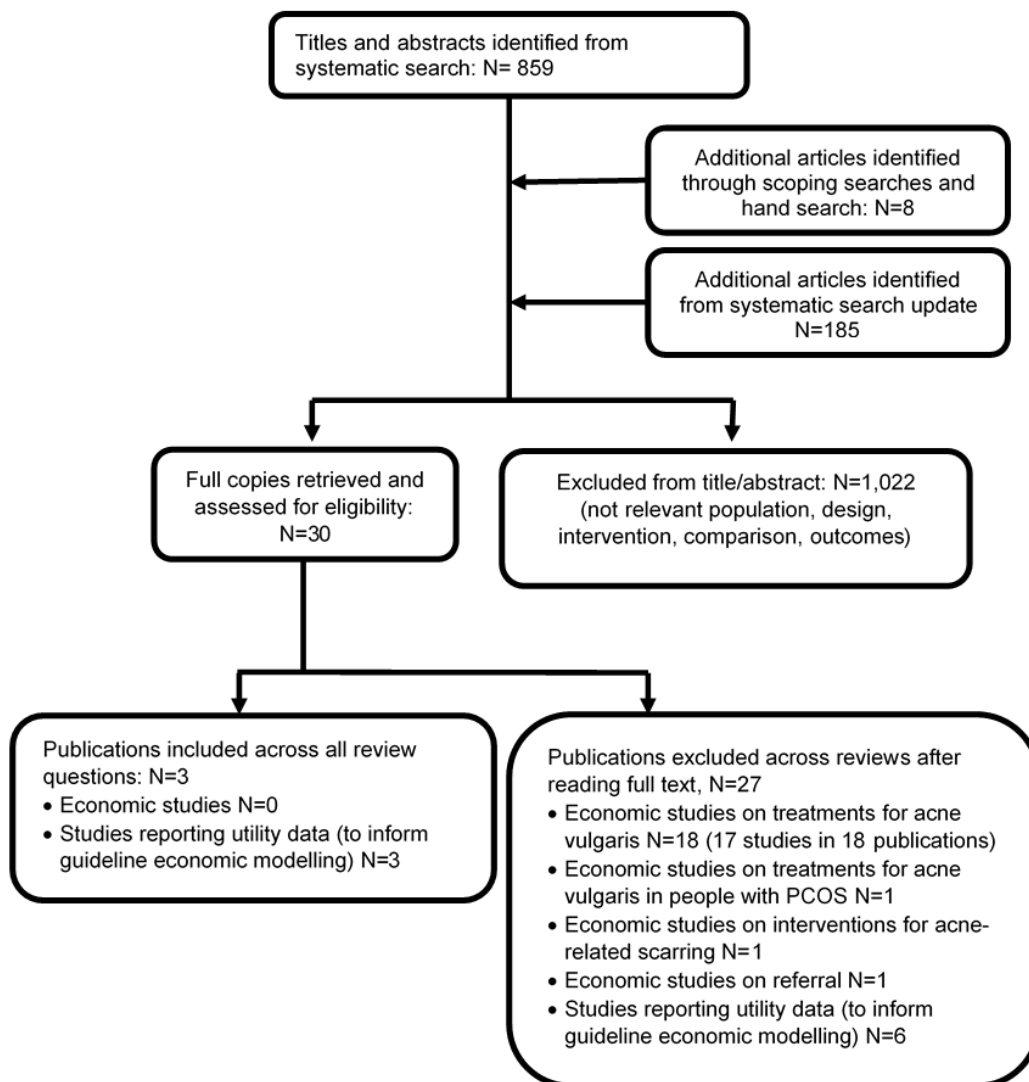 Titles and abstracts identified from
systematic search: N= 859
Additional articles identified
through scoping searches and
hand search: N=8
Additional articles identified
from systematic search update
N=185
Full copies retrieved and
assessed for eligibility:
N=30
Excluded from title/abstract: N=1,022
(not relevant population, design,
intervention, comparison, outcomes)
Publications included across all review
questions: N=3
• Economic studies N=0
• Studies reporting utility data (to inform
guideline economic modelling) N=3
Publications excluded across reviews after
reading full text, N=27
• Economic studies on treatments for acne
vulgaris N=18 (17 studies in 18 publications)
• Economic studies on treatments for acne
vulgaris in people with PCOS N=1
• Economic studies on interventions for acne-
related scarring N=1
• Economic studies on referral N=1
• Studies reporting utility data (to inform
guideline economic modelling) N=6